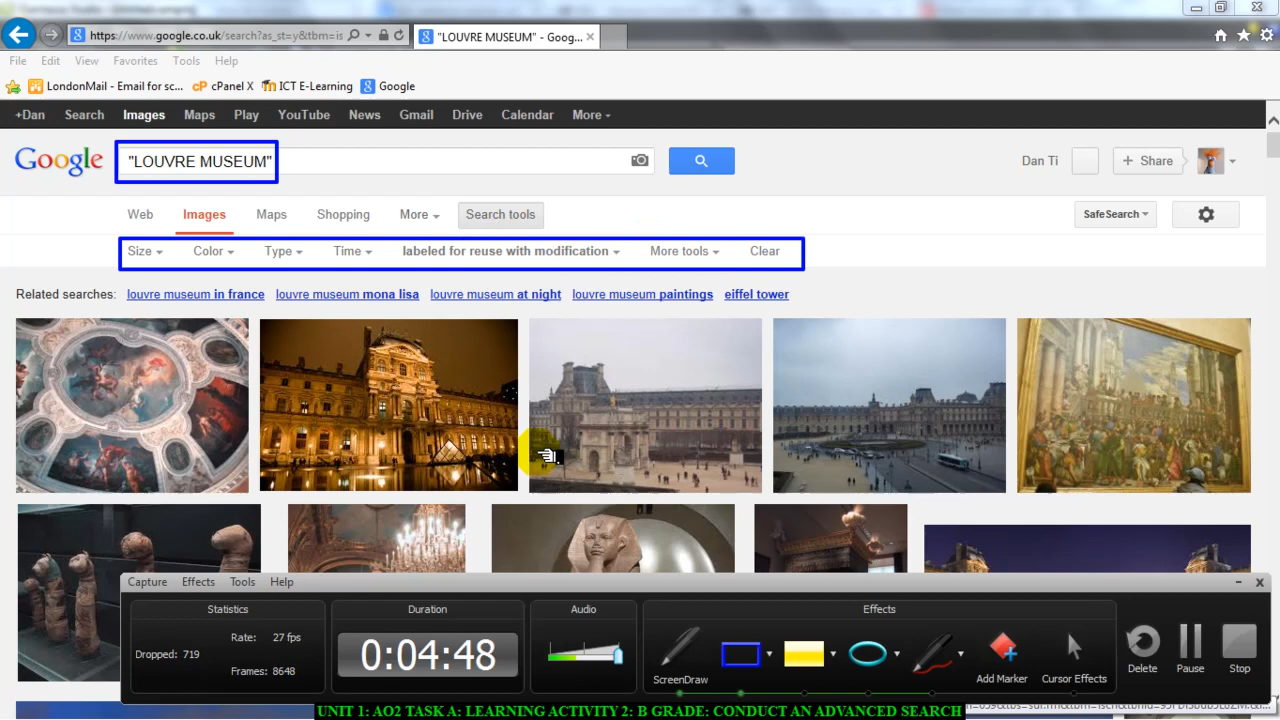 https://www.google.co.uk/search?as_st=y&tbm=is
"LOUVRE MUSEUM" - Goog...
File Edit View Favorites Tools Help
LondonMail - Email for sc... cPanel X ICT E-Learning Google
+Dan Search Images Maps Play YouTube News Gmail Drive Calendar More
Google "LOUVRE MUSEUM" Dan Ti + Share
Web Images Maps Shopping More Search tools SafeSearch
Size Color Type Time labeled for reuse with modification More tools Clear
Related searches: louvre museum in france louvre museum mona lisa louvre museum at night louvre museum paintings eiffel tower
Capture Effects Tools Help
Statistics Duration Audio Effects
Rate: 27 fps
Dropped: 719
Frames: 8648
0:04:48
ScreenDraw Add Marker Cursor Effects Delete Pause Stop
UNIT 1: AO2 TASK A: LEARNING ACTIVITY 2: B GRADE: CONDUCT AN ADVANCED SEARCH